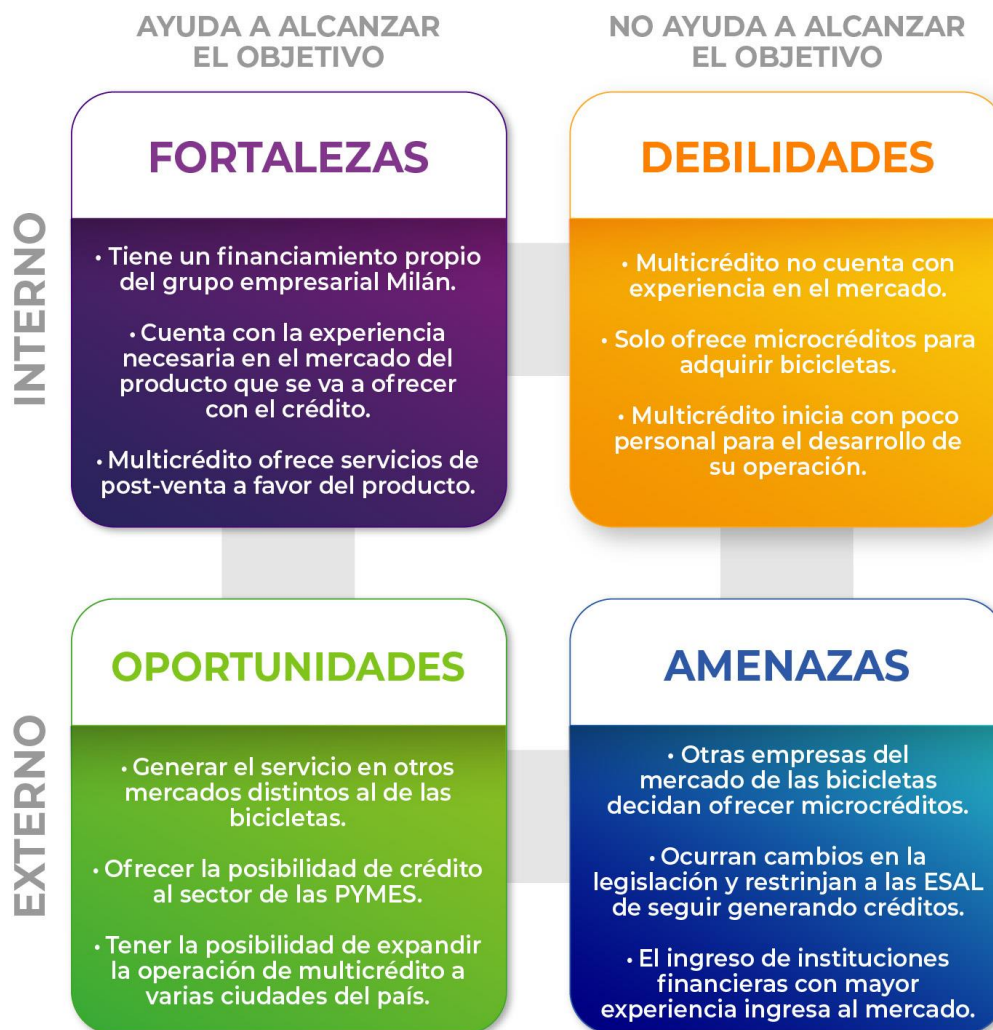 AYUDA A ALCANZAR
EL OBJETIVO
NO AYUDA A ALCANZAR
EL OBJETIVO
INTERNO
FORTALEZAS
• Tiene un financiamiento propio
del grupo empresarial Milán.
• Cuenta con la experiencia
necesaria en el mercado del
producto que se va a ofrecer
con el crédito.
• Multicrédito ofrece servicios de
post-venta a favor del producto.
DEBILIDADES
• Multicrédito no cuenta con
experiencia en el mercado.
• Solo ofrece microcréditos para
adquirir bicicletas.
• Multicrédito inicia con poco
personal para el desarrollo de
su operación.
EXTERNO
OPORTUNIDADES
• Generar el servicio en otros
mercados distintos al de las
bicicletas.
• Ofrecer la posibilidad de crédito
al sector de las PYMES.
• Tener la posibilidad de expandir
la operación de multicrédito a
varias ciudades del país.
AMENAZAS
• Otras empresas del
mercado de las bicicletas
decidan ofrecer microcréditos.
• Ocurran cambios en la
legislación y restrinjan a las ESAL
de seguir generando créditos.
• El ingreso de instituciones
financieras con mayor
experiencia ingresa al mercado.